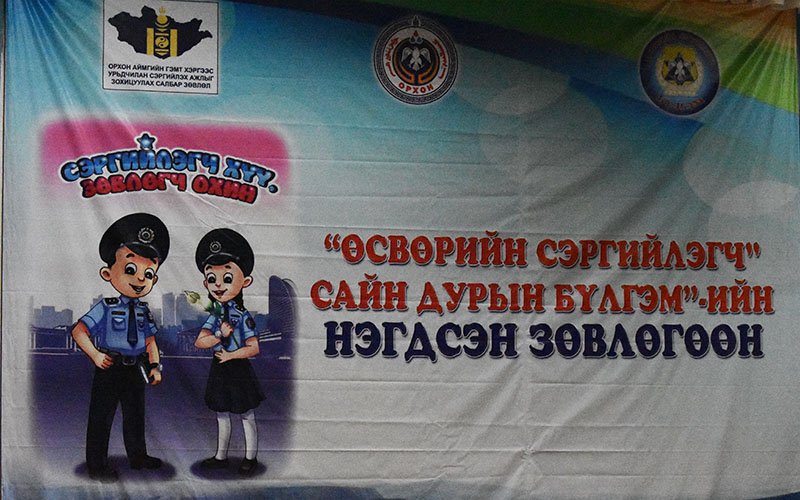 ОРХОН АЙМГИЙН ГЭМТ ХЭРГЭЭС
УРЬДЧИЛАН СЭРГИЙЛЭХ АЖЛЫГ
ЗОХИЦУУЛАХ САЛБАР ЗӨВЛӨЛ
ОРХОН
СЭРГИЙЛЭГЧ ХҮҮ,
ЗӨВЛӨГЧ ОХИН
“ӨСВӨРИЙН СЭРГИЙЛЭГЧ”
САЙН ДУРЫН БҮЛГЭМ”-ИЙН
НЭГДСЭН ЗӨВЛӨГӨӨН